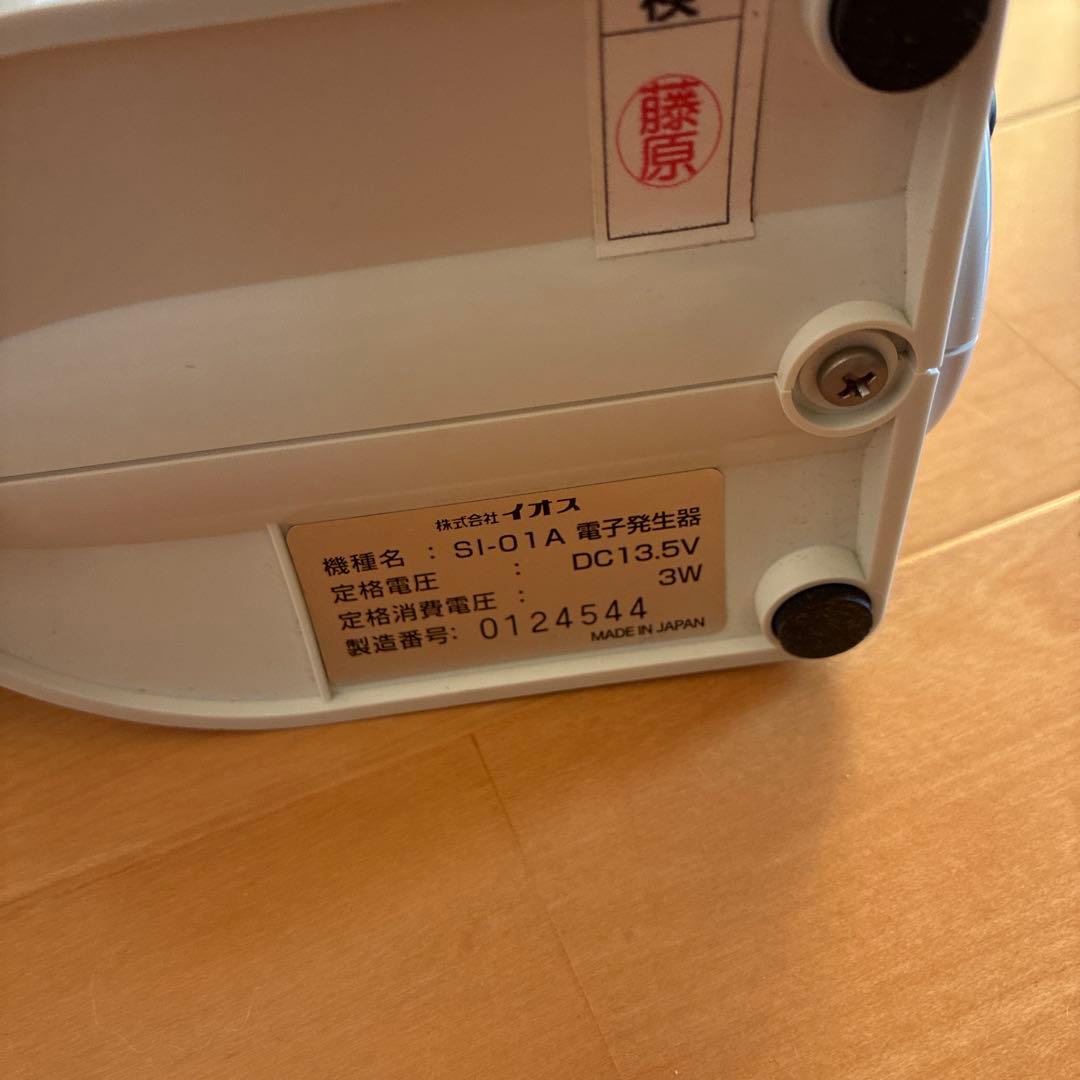 藤原
株式会社イオス
機種名 : SI-01A 電子発生器
定格電圧 : DC13.5V
定格消費電圧 : 3W
製造番号: 0124544
MADE IN JAPAN